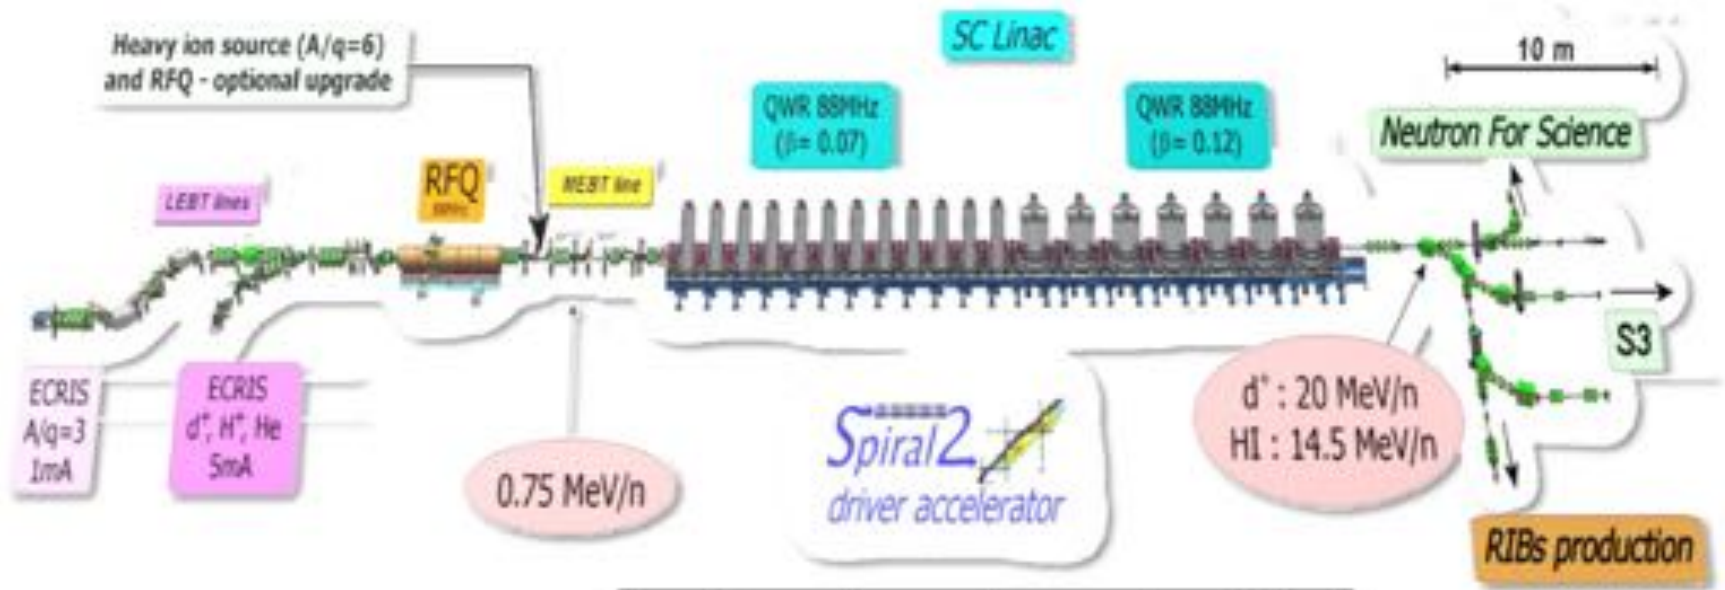 SC Linac
Heavy ion source (A/q=6)
and RFQ - optional upgrade
10 m
QWR 88MHz
(β= 0.07)
QWR 88MHz
(β= 0.12)
Neutron For Science
LEBT lines
RFQ
MEBT line
S3
ECRIS
A/q=3
1mA
ECRIS
d⁺, H⁺, He
5mA
0.75 MeV/n
Spiral2
driver accelerator
d⁺ : 20 MeV/n
HI : 14.5 MeV/n
RIBs production